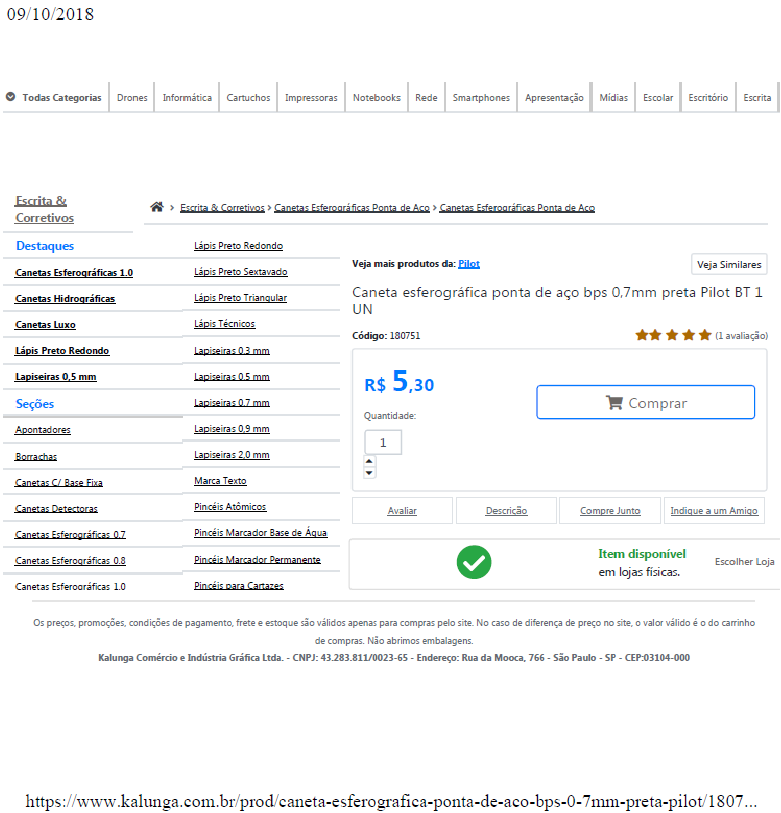 09/10/2018
Todas Categorias Drones Informática Cartuchos Impressoras Notebooks Rede Smartphones Apresentação Mídias Escolar Escritório Escrita
Escrita &
Corretivos
Escrita & Corretivos > Canetas Esferográficas Ponta de Aço > Canetas Esferográficas Ponta de Aço
Destaques
Canetas Esferográficas 1.0
Canetas Hidrográficas
Canetas Luxo
Lápis Preto Redondo
Lapiseiras 0,5 mm
Seções
Apontadores
Borrachas
Canetas C/ Base Fixa
Canetas Detectoras
Canetas Esferográficas 0.7
Canetas Esferográficas 0.8
Canetas Esferográficas 1.0
Lápis Preto Redondo
Lápis Preto Sextavado
Lápis Preto Triangular
Lápis Técnicos
Lapiseiras 0.3 mm
Lapiseiras 0.5 mm
Lapiseiras 0.7 mm
Lapiseiras 0,9 mm
Lapiseiras 2,0 mm
Marca Texto
Pincéis Atômicos
Pincéis Marcador Base de Água
Pincéis Marcador Permanente
Pincéis para Cartazes
Veja mais produtos da: Pilot
Veja Similares
Caneta esferográfica ponta de aço bps 0,7mm preta Pilot BT 1
UN
Código: 180751
(1 avaliação)
R$ 5,30
Comprar
Quantidade:
1
Avaliar Descrição Compre Junto Indique a um Amigo
Item disponível
em lojas físicas.
Escolher Loja
Os preços, promoções, condições de pagamento, frete e estoque são válidos apenas para compras pelo site. No caso de diferença de preço no site, o valor válido é o do carrinho
de compras. Não abrimos embalagens.
Kalunga Comércio e Indústria Gráfica Ltda. - CNPJ: 43.283.811/0023-65 - Endereço: Rua da Mooca, 766 - São Paulo - SP - CEP:03104-000
https://www.kalunga.com.br/prod/caneta-esferografica-ponta-de-aco-bps-0-7mm-preta-pilot/1807...